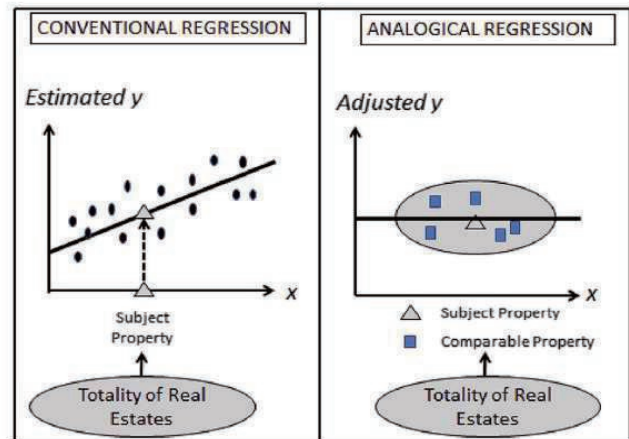 CONVENTIONAL REGRESSION
Estimated y
x
Subject
Property
Totality of Real
Estates
ANALOGICAL REGRESSION
Adjusted y
x
Subject Property
Comparable Property
Totality of Real
Estates